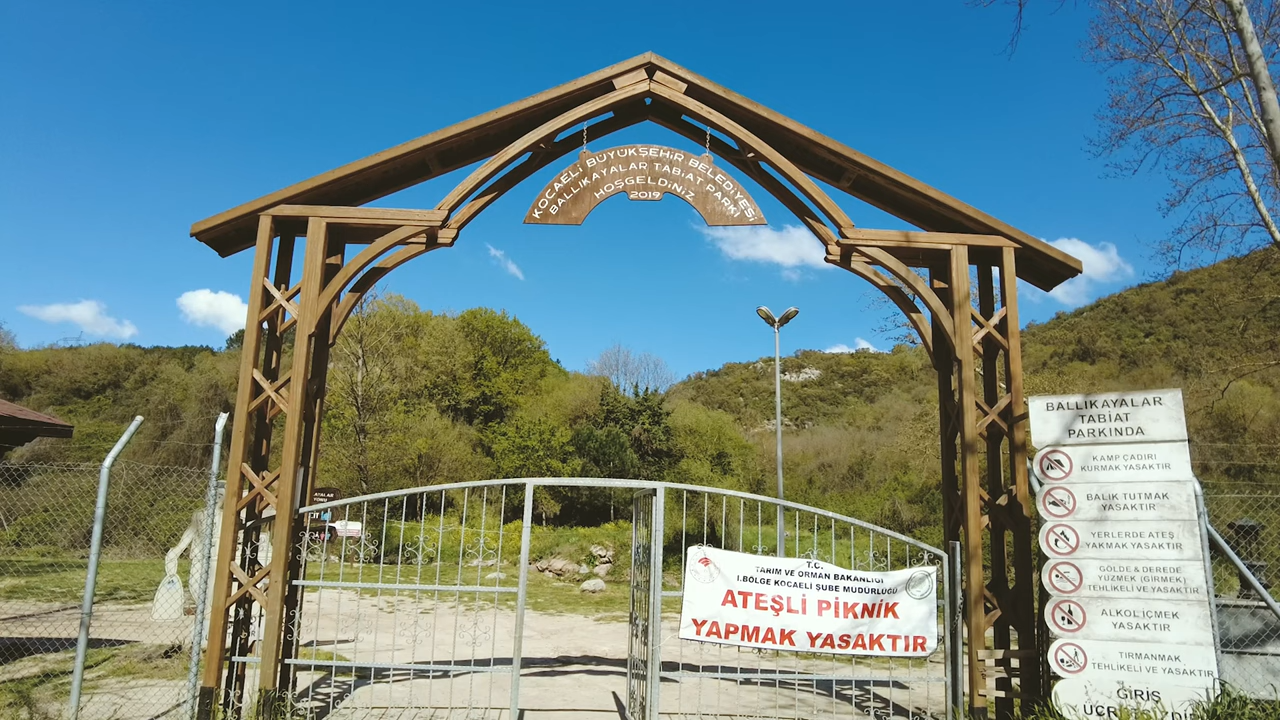 KOCAELİ BÜYÜKŞEHİR BELEDİYESİ
BALLIKAYALAR TABİAT PARKI
HOŞGELDİNİZ
2019
T.C.
TARIM VE ORMAN BAKANLIĞI
I.BÖLGE KOCAELİ ŞUBE MÜDÜRLÜĞÜ
ATEŞLİ PİKNİK
YAPMAK YASAKTIR
BALLIKAYALAR
TABİAT
PARKINDA
KAMP ÇADIRI
KURMAK YASAKTIR
BALIK TUTMAK
YASAKTIR
YERLERDE ATEŞ
YAKMAK YASAKTIR
GÖLDE & DEREDE
YÜZMEK (GİRMEK)
TEHLİKELİ VE YASAKTIR
ALKOL İÇMEK
YASAKTIR
TIRMANMAK
TEHLİKELİ VE YASAKTIR
GİRİŞ